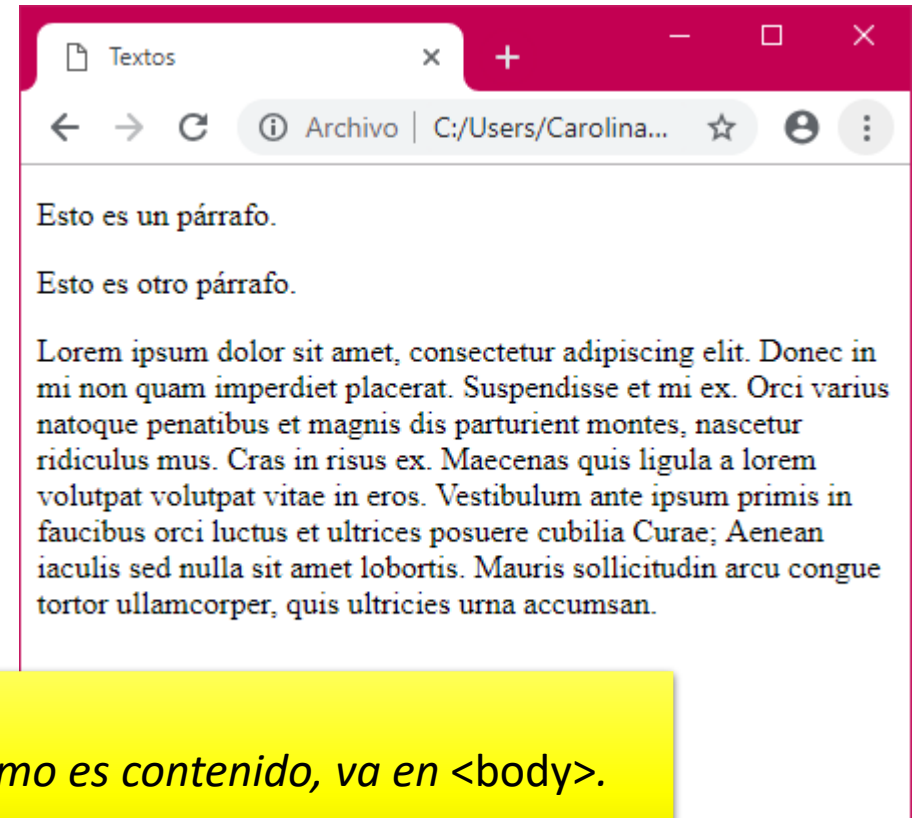 Textos
Archivo C:/Users/Carolina...
Esto es un párrafo.
Esto es otro párrafo.
Lorem ipsum dolor sit amet, consectetur adipiscing elit. Donec in
mi non quam imperdiet placerat. Suspendisse et mi ex. Orci varius
natoque penatibus et magnis dis parturient montes, nascetur
ridiculus mus. Cras in risus ex. Maecenas quis ligula a lorem
volutpat volutpat vitae in eros. Vestibulum ante ipsum primis in
faucibus orci luctus et ultrices posuere cubilia Curae; Aenean
iaculis sed nulla sit amet lobortis. Mauris sollicitudin arcu congue
tortor ullamcorper, quis ultricies urna accumsan.
mo es contenido, va en <body>.